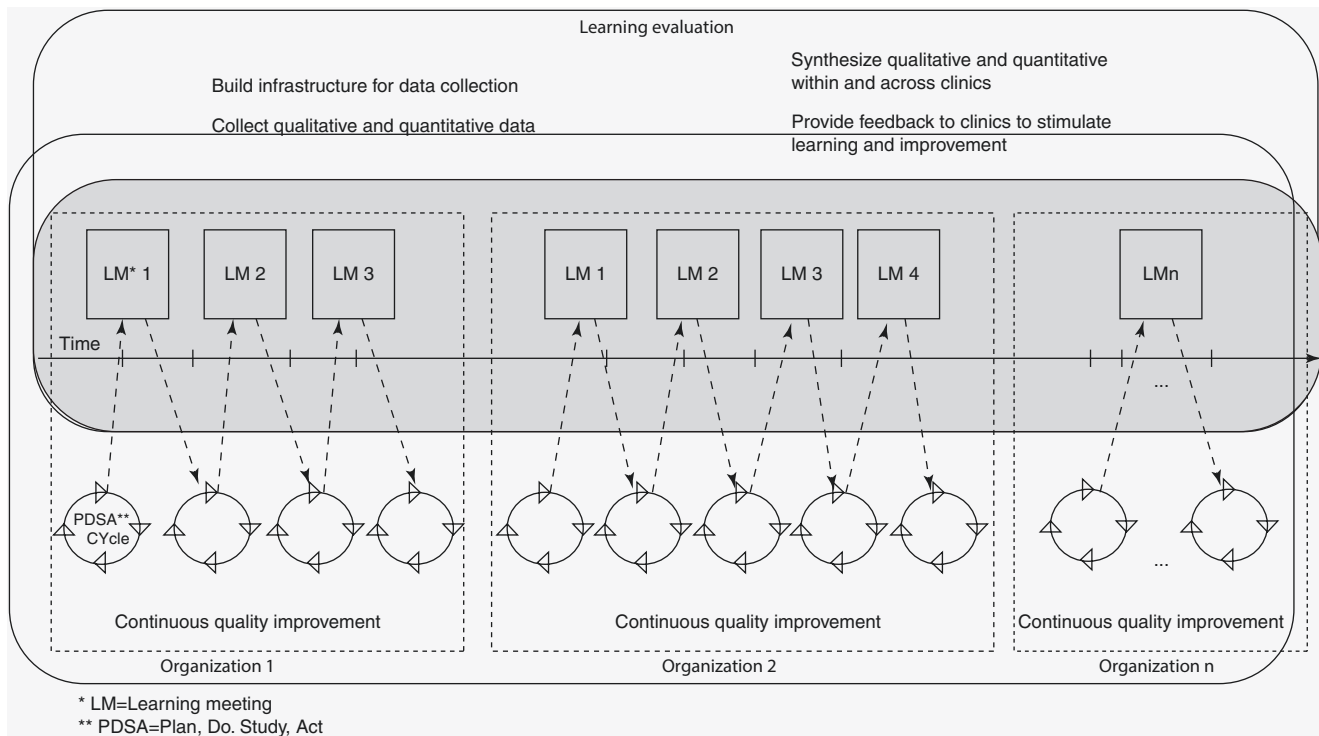 Learning evaluation
Build infrastructure for data collection
Collect qualitative and quantitative data
Synthesize qualitative and quantitative
within and across clinics
Provide feedback to clinics to stimulate
learning and improvement
LM* 1
LM 2
LM 3
LM 1
LM 2
LM 3
LM 4
LMn
Time
...
PDSA**
CYcle
...
Continuous quality improvement
Continuous quality improvement
Continuous quality improvement
Organization 1
Organization 2
Organization n
* LM=Learning meeting
** PDSA=Plan, Do. Study, Act